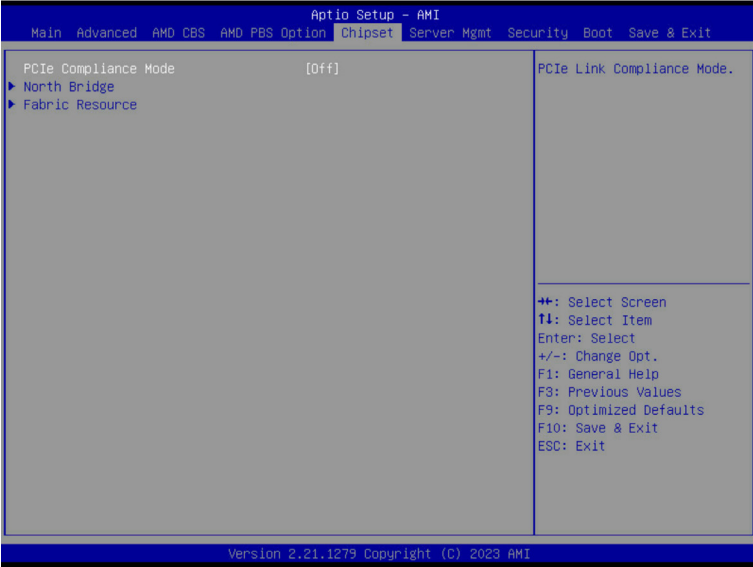 Aptio Setup – AMI
Main Advanced AMD CBS AMD PBS Option Chipset Server Mgmt Security Boot Save & Exit
PCIe Compliance Mode [Off]
North Bridge
Fabric Resource
PCIe Link Compliance Mode.
→←: Select Screen
↑↓: Select Item
Enter: Select
+/-: Change Opt.
F1: General Help
F3: Previous Values
F9: Optimized Defaults
F10: Save & Exit
ESC: Exit
Version 2.21.1279 Copyright (C) 2023 AMI